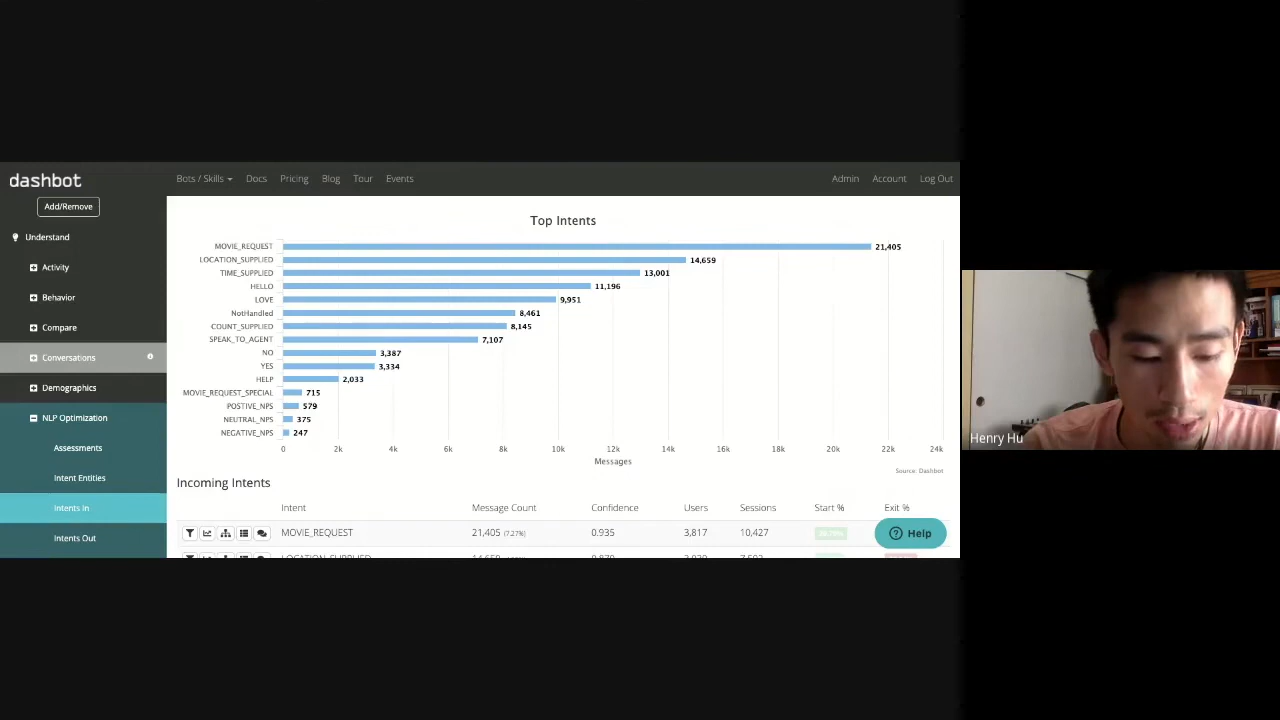 dashbot
Bots / Skills Docs Pricing Blog Tour Events Admin Account Log Out
Add/Remove
Understand
Activity
Behavior
Compare
Conversations
Demographics
NLP Optimization
Assessments
Intent Entities
Intents In
Intents Out
Top Intents
MOVIE_REQUEST 21,405
LOCATION_SUPPLIED 14,659
TIME_SUPPLIED 13,001
HELLO 11,196
LOVE 9,951
NotHandled 8,461
COUNT_SUPPLIED 8,145
SPEAK_TO_AGENT 7,107
NO 3,387
YES 3,334
HELP 2,033
MOVIE_REQUEST_SPECIAL 715
POSTIVE_NPS 579
NEUTRAL_NPS 375
NEGATIVE_NPS 247
0 2k 4k 6k 8k 10k 12k 14k 16k 18k 20k 22k 24k
Messages
Source: Dashbot
Incoming Intents
Intent Message Count Confidence Users Sessions Start % Exit %
MOVIE_REQUEST 21,405 (7.27%) 0.935 3,817 10,427
Help
Henry Hu